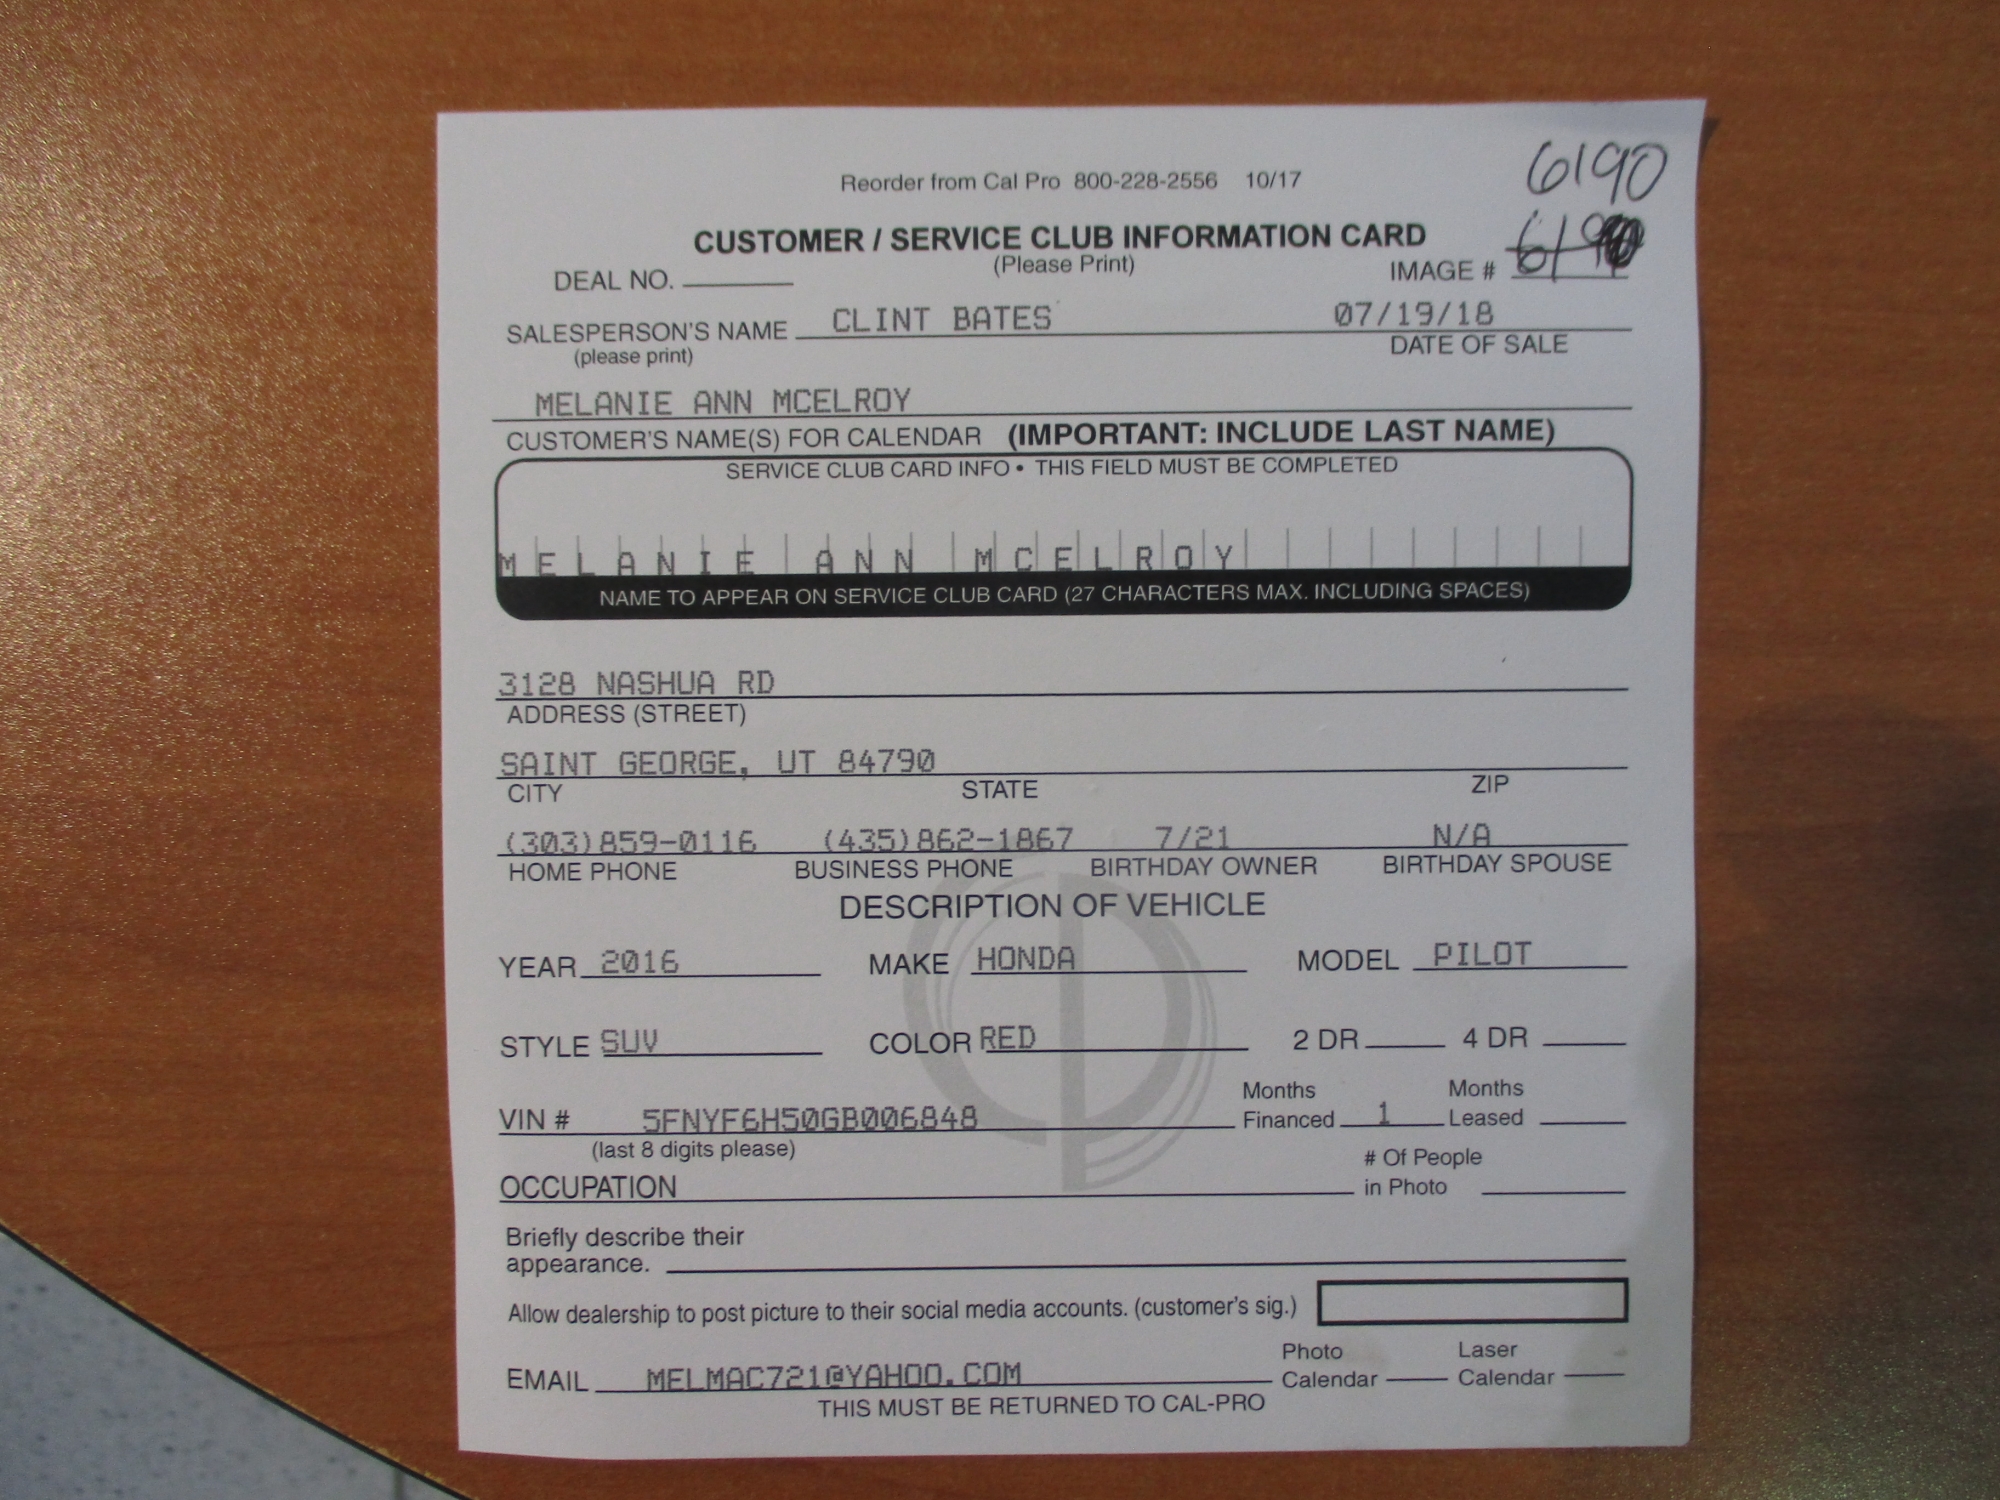 6190
Reorder from Cal Pro 800-228-2556 10/17
CUSTOMER / SERVICE CLUB INFORMATION CARD
(Please Print)
DEAL NO. IMAGE # 619
SALESPERSON'S NAME CLINT BATES 07/19/18
(please print) DATE OF SALE
MELANIE ANN MCELROY
CUSTOMER'S NAME(S) FOR CALENDAR (IMPORTANT: INCLUDE LAST NAME)
SERVICE CLUB CARD INFO • THIS FIELD MUST BE COMPLETED
MELANIE ANN MCELROY
NAME TO APPEAR ON SERVICE CLUB CARD (27 CHARACTERS MAX. INCLUDING SPACES)
3128 NASHUA RD
ADDRESS (STREET)
SAINT GEORGE, UT 84790
CITY STATE ZIP
(303)859-0116 (435)862-1867 7/21 N/A
HOME PHONE BUSINESS PHONE BIRTHDAY OWNER BIRTHDAY SPOUSE
DESCRIPTION OF VEHICLE
YEAR 2016 MAKE HONDA MODEL PILOT
STYLE SUV COLOR RED 2 DR 4 DR
Months Months
VIN # 5FNYF6H50GB006848 Financed 1 Leased
(last 8 digits please) # Of People
OCCUPATION in Photo
Briefly describe their
appearance.
Allow dealership to post picture to their social media accounts. (customer's sig.)
Photo Laser
EMAIL MELMAC721@YAHOO.COM Calendar Calendar
THIS MUST BE RETURNED TO CAL-PRO